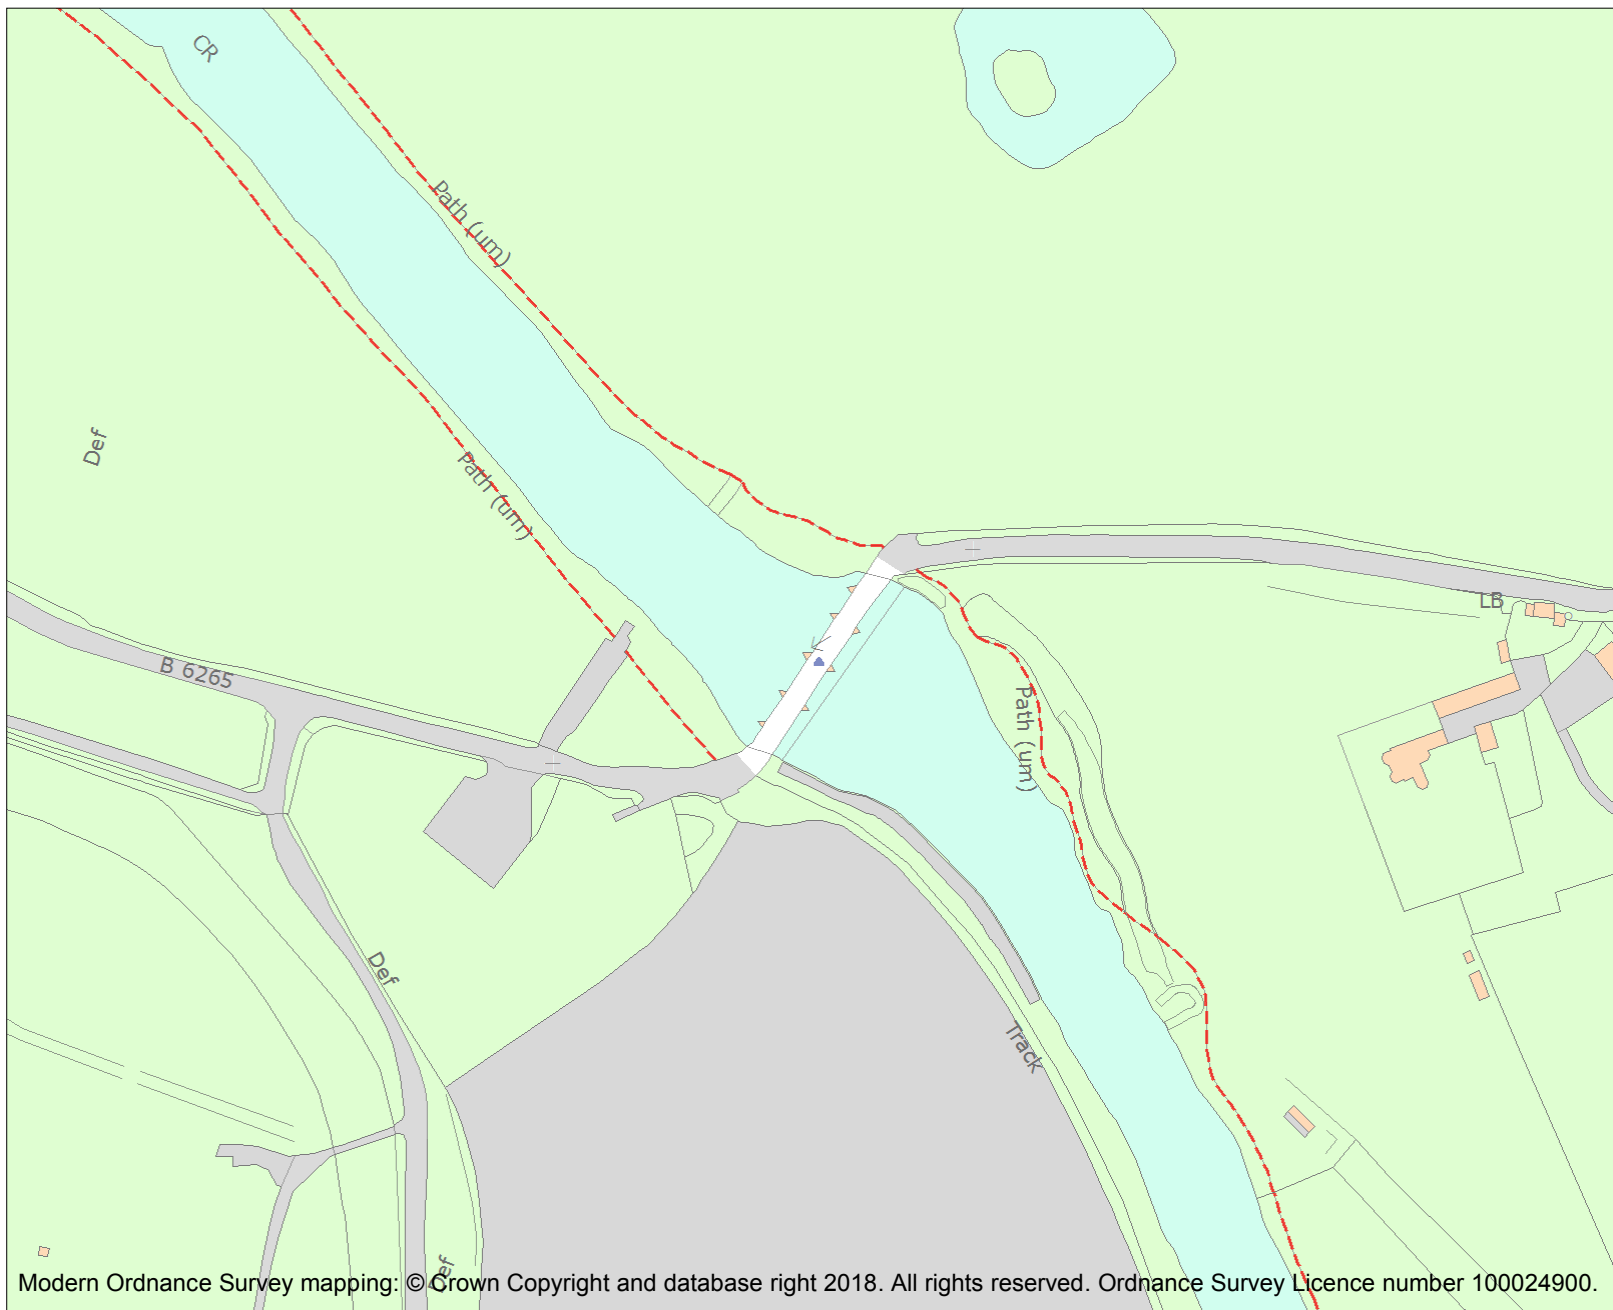 CR
Path (um)
Def
Path (um)
LB
B 6265
Path (um)
Def
Track
Def
Modern Ordnance Survey mapping: © Crown Copyright and database right 2018. All rights reserved. Ordnance Survey Licence number 100024900.